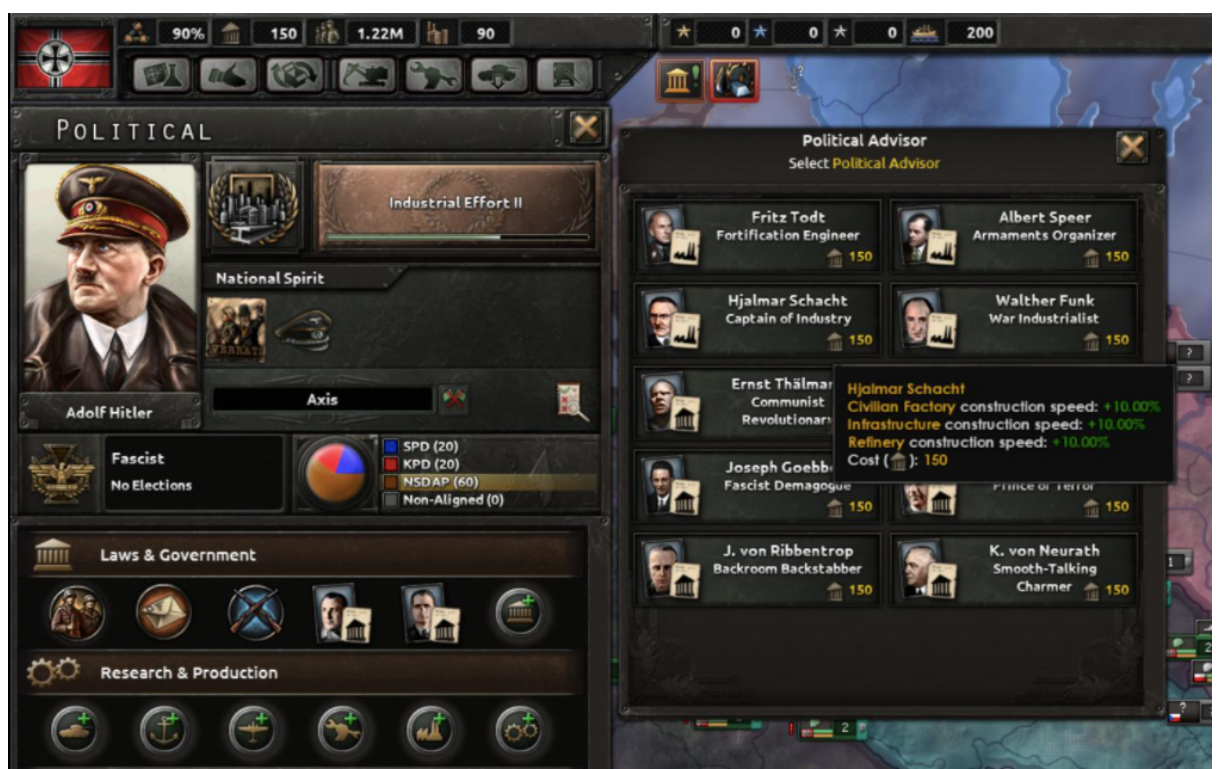 90%
150
1.22M
90
0
0
0
200
POLITICAL
Industrial Effort II
National Spirit
Axis
Adolf Hitler
Fascist
No Elections
SPD (20)
KPD (20)
NSDAP (60)
Non-Aligned (0)
Laws & Government
Research & Production
Political Advisor
Select Political Advisor
Fritz Todt
Fortification Engineer
150
Albert Speer
Armaments Organizer
150
Hjalmar Schacht
Captain of Industry
150
Walther Funk
War Industrialist
150
Ernst Thälma
Communist
Revolutionar
Hjalmar Schacht
Civilian Factory construction speed: +10.00%
Infrastructure construction speed: +10.00%
Refinery construction speed: +10.00%
Cost ( ): 150
Joseph Goebb
Fascist Demagogue
150
Prince of Terror
150
J. von Ribbentrop
Backroom Backstabber
150
K. von Neurath
Smooth-Talking
Charmer
150
?
?
1
2
2
?